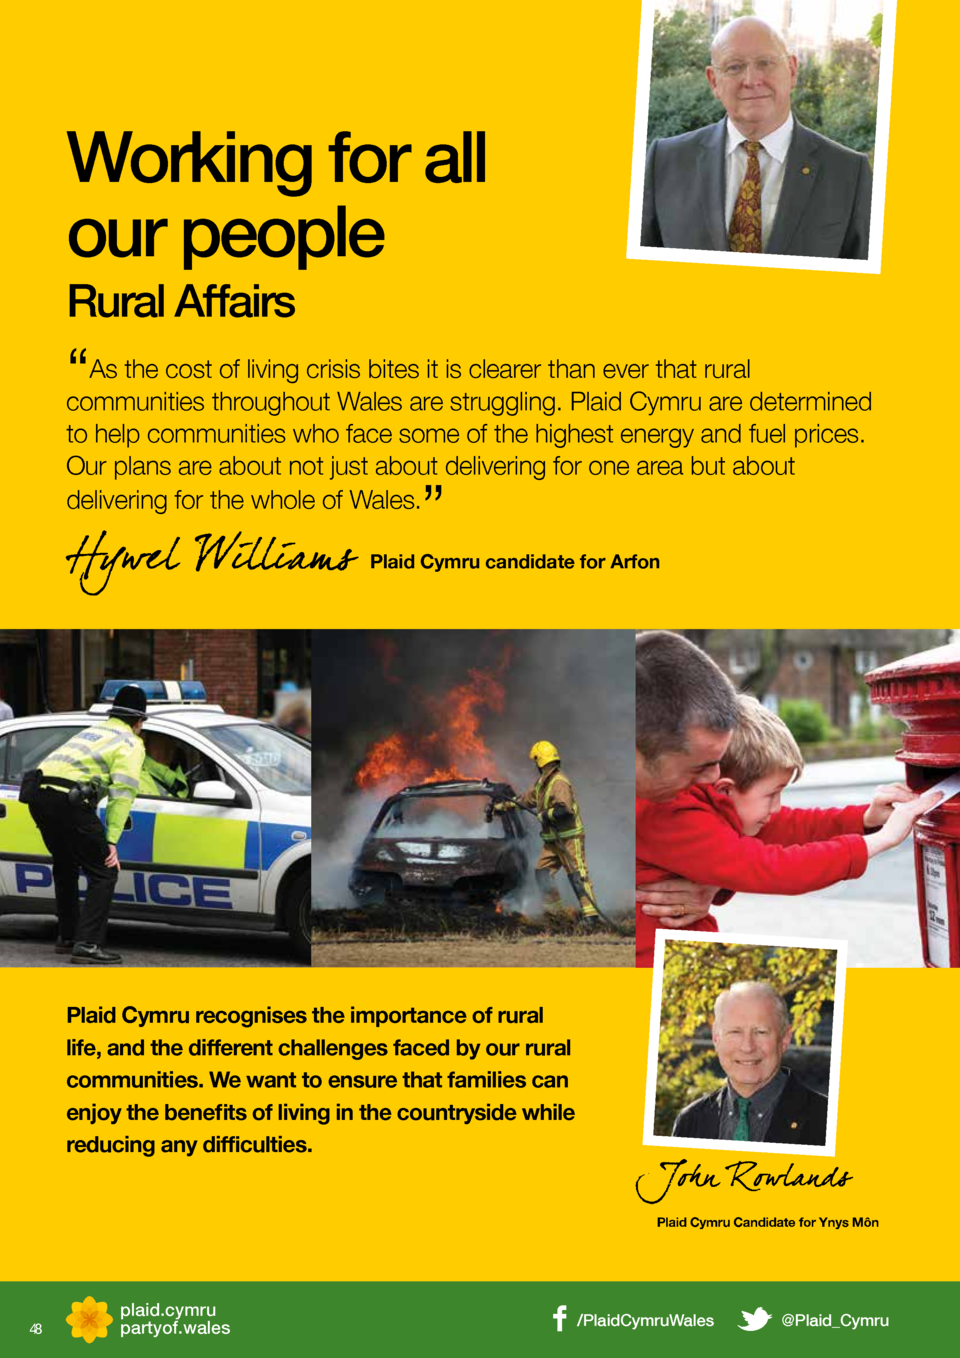 Working for all
our people
Rural Affairs
“As the cost of living crisis bites it is clearer than ever that rural
communities throughout Wales are struggling. Plaid Cymru are determined
to help communities who face some of the highest energy and fuel prices.
Our plans are about not just about delivering for one area but about
delivering for the whole of Wales.”
Hywel Williams Plaid Cymru candidate for Arfon
POLICE
Plaid Cymru recognises the importance of rural
life, and the different challenges faced by our rural
communities. We want to ensure that families can
enjoy the benefits of living in the countryside while
reducing any difficulties.
John Rowlands
Plaid Cymru Candidate for Ynys Môn
48
plaid.cymru
partyof.wales
/PlaidCymruWales
@Plaid_Cymru